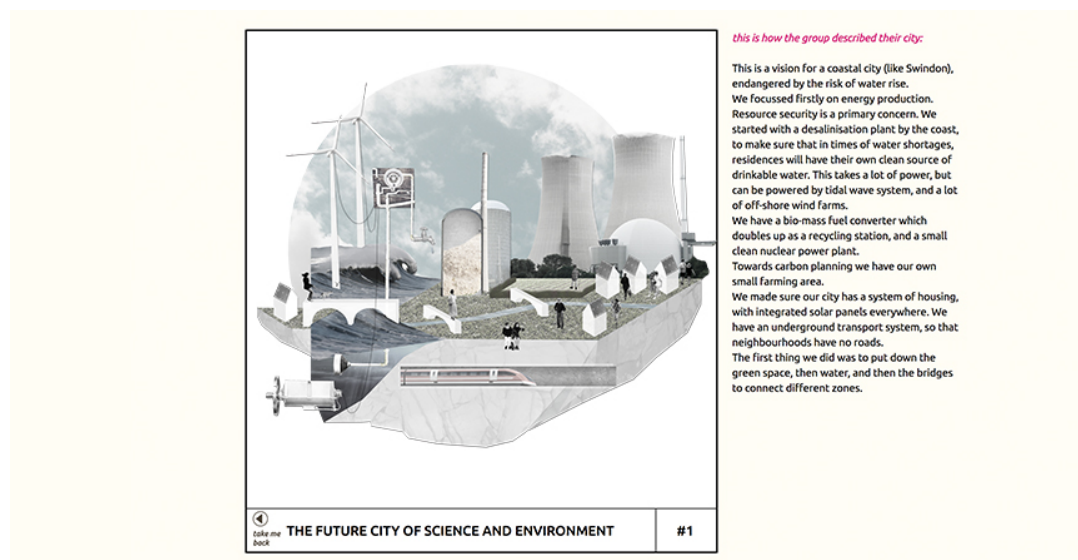 this is how the group described their city:
This is a vision for a coastal city (like Swindon),
endangered by the risk of water rise.
We focussed firstly on energy production.
Resource security is a primary concern. We
started with a desalinisation plant by the coast,
to make sure that in times of water shortages,
residences will have their own clean source of
drinkable water. This takes a lot of power, but
can be powered by tidal wave system, and a lot
of off-shore wind farms.
We have a bio-mass fuel converter which
doubles up as a recycling station, and a small
clean nuclear power plant.
Towards carbon planning we have our own
small farming area.
We made sure our city has a system of housing,
with integrated solar panels everywhere. We
have an underground transport system, so that
neighbourhoods have no roads.
The first thing we did was to put down the
green space, then water, and then the bridges
to connect different zones.
take me
back
THE FUTURE CITY OF SCIENCE AND ENVIRONMENT
#1